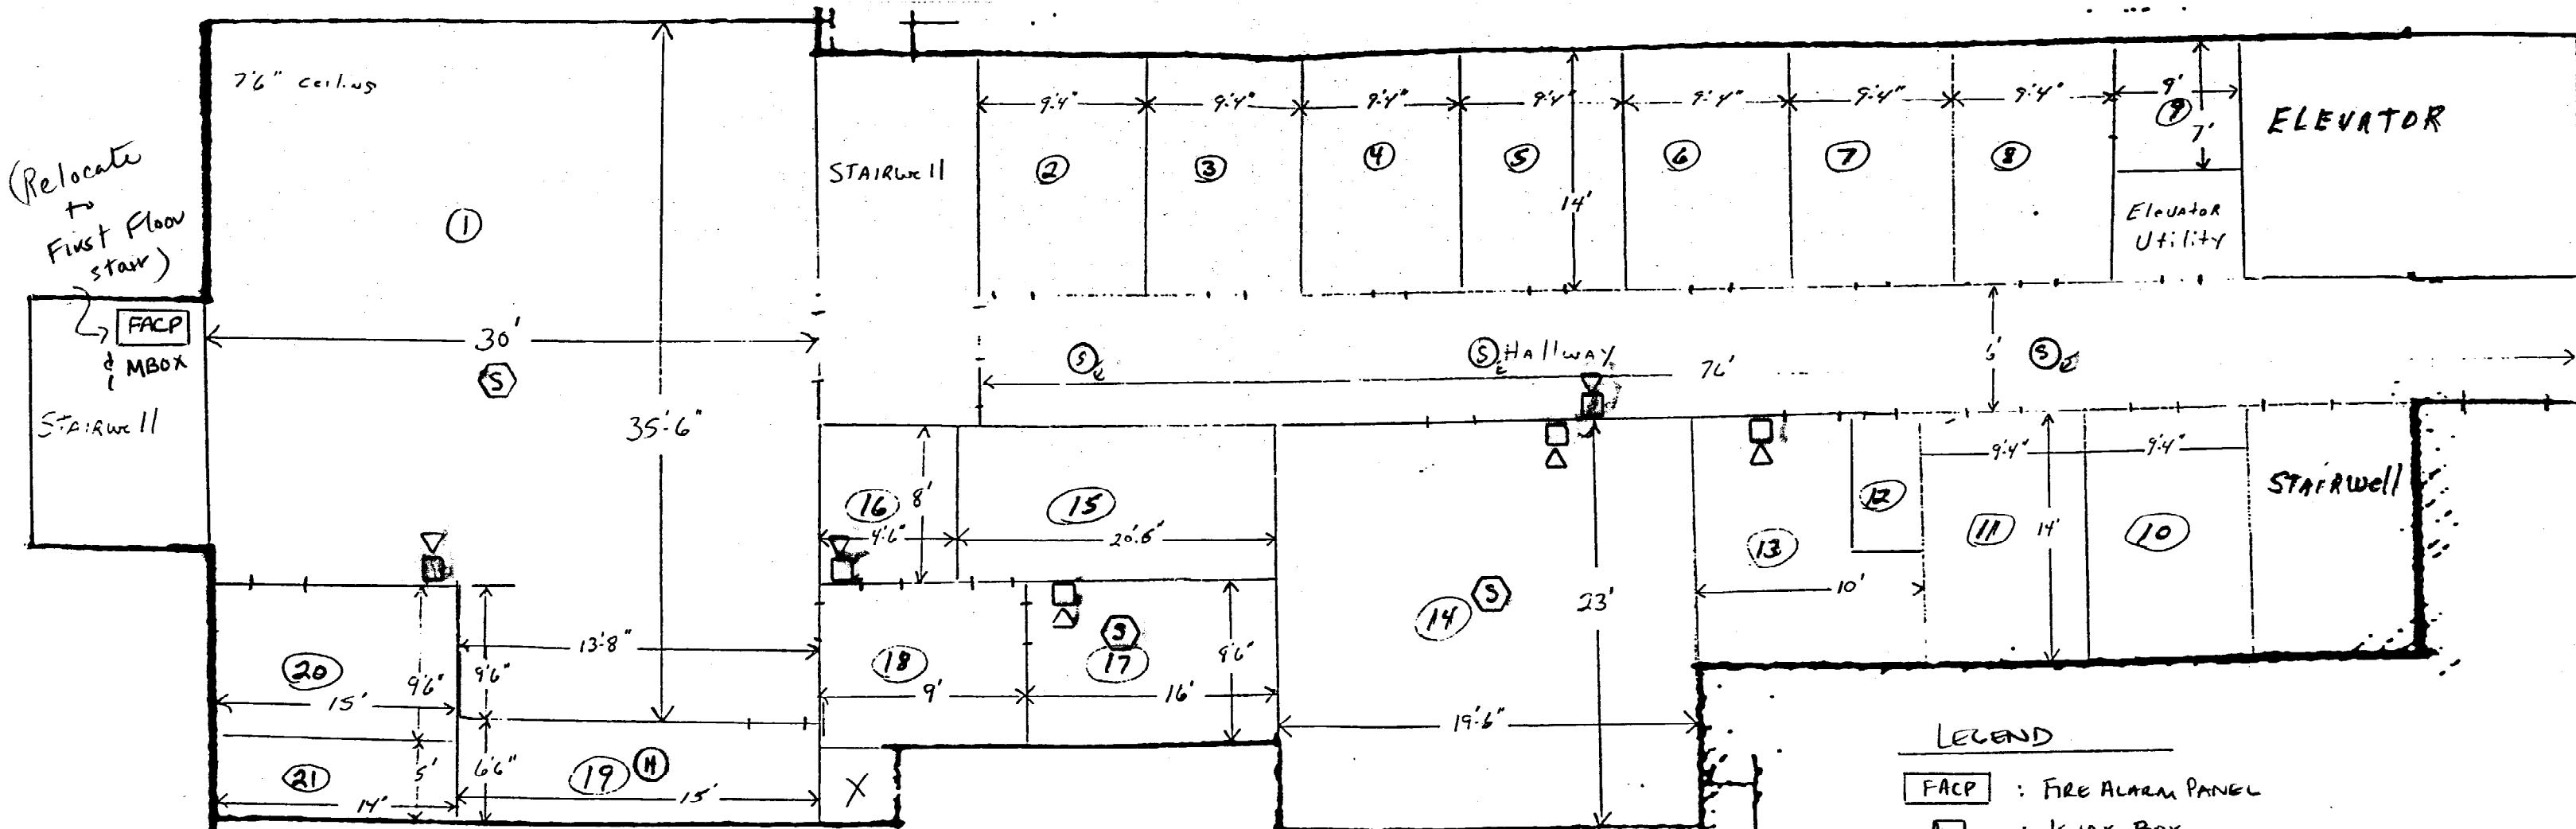 7'6" ceiling
(Relocate
to
First Floor
stair)
FACP
& MBOX
STAIRwell
1
30'
S
35'-6"
STAIRwell
9'4"
9'4"
9'4"
9'4"
9'4"
9'4"
9'4"
9'
2
3
4
5
6
7
8
9
7'
14'
ELEVATOR
Elevator
Utility
S
S
HAllway
76'
6'
S
16
8'
4'6"
15
20'6"
14
S
23'
19'-6"
13
10'
12
9'4"
9'4"
11
14'
10
STAIRwell
20
15'
9'6"
9'6"
13'-8"
18
9'
S
17
16'
9'6"
21
14'
5'
6'6"
19
H
15'
X
LEGEND
FACP : FIRE ALARM PANEL
: KNOX BOX